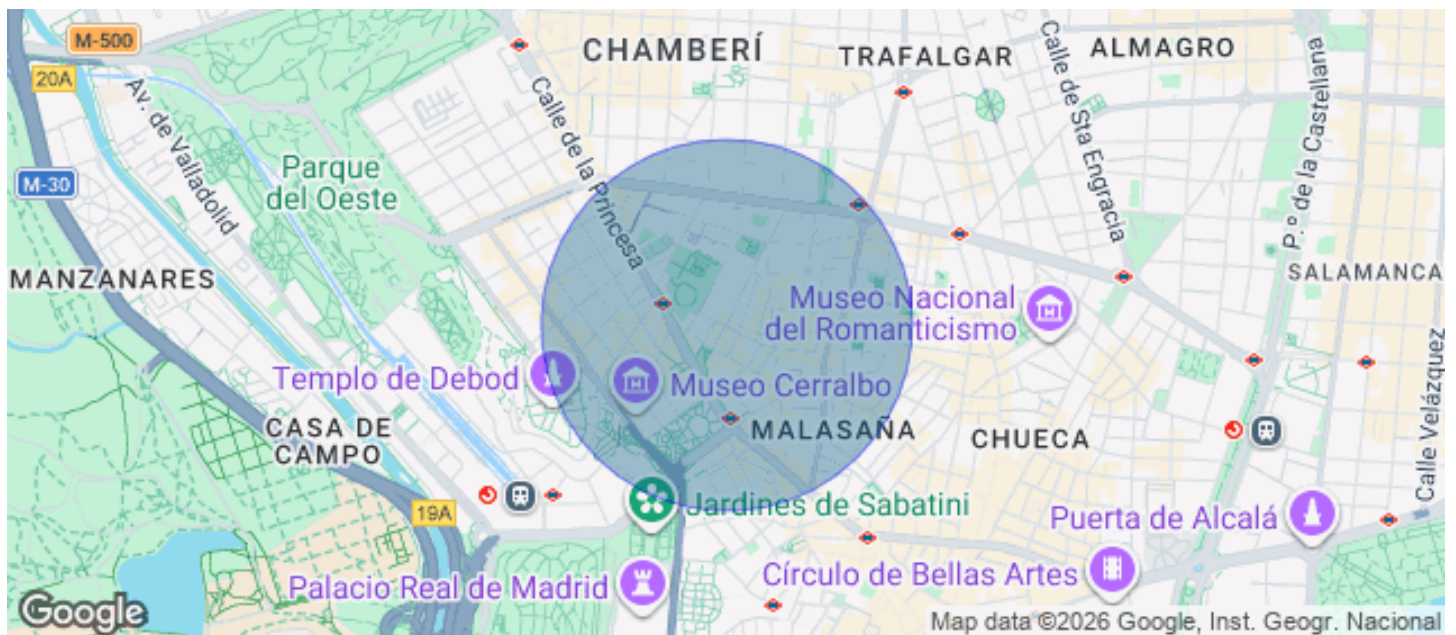 M-500
CHAMBERÍ
TRAFALGAR
ALMAGRO
20A
Av. de Valladolid
Calle de la Princesa
Calle de Sta Engracia
P.º de la Castellana
Parque
del Oeste
M-30
MANZANARES
SALAMANCA
Museo Nacional
del Romanticismo
Templo de Debod
Museo Cerralbo
Calle Velázquez
CASA DE
CAMPO
MALASAÑA
CHUECA
19A
Jardines de Sabatini
Puerta de Alcalá
Palacio Real de Madrid
Círculo de Bellas Artes
Google
Map data ©2026 Google, Inst. Geogr. Nacional